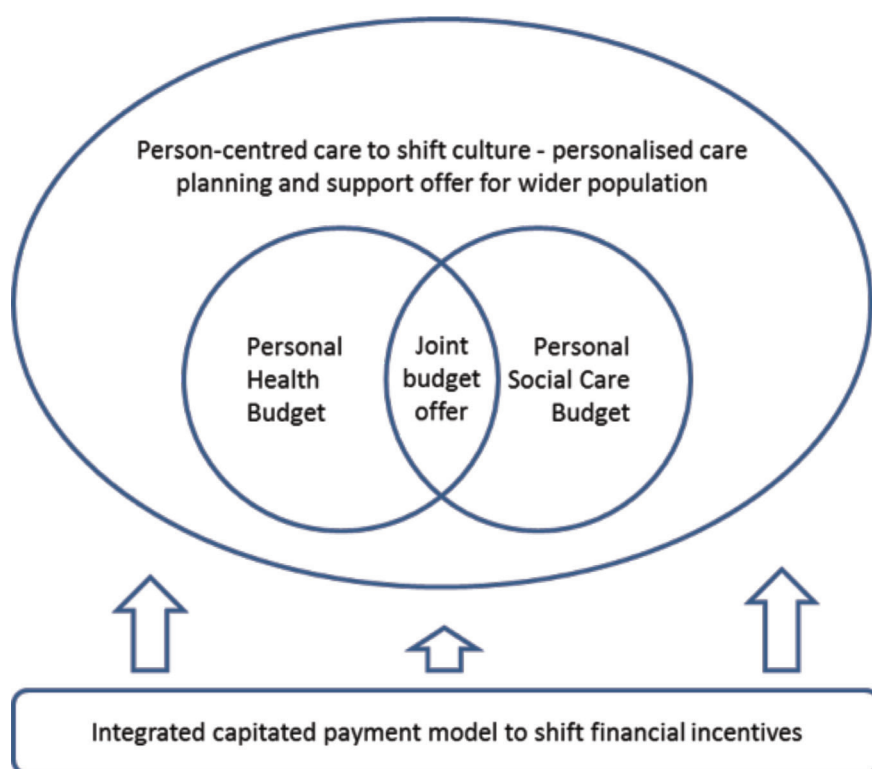 Person-centred care to shift culture - personalised care
planning and support offer for wider population
Personal
Health
Budget
Joint
budget
offer
Personal
Social Care
Budget
Integrated capitated payment model to shift financial incentives